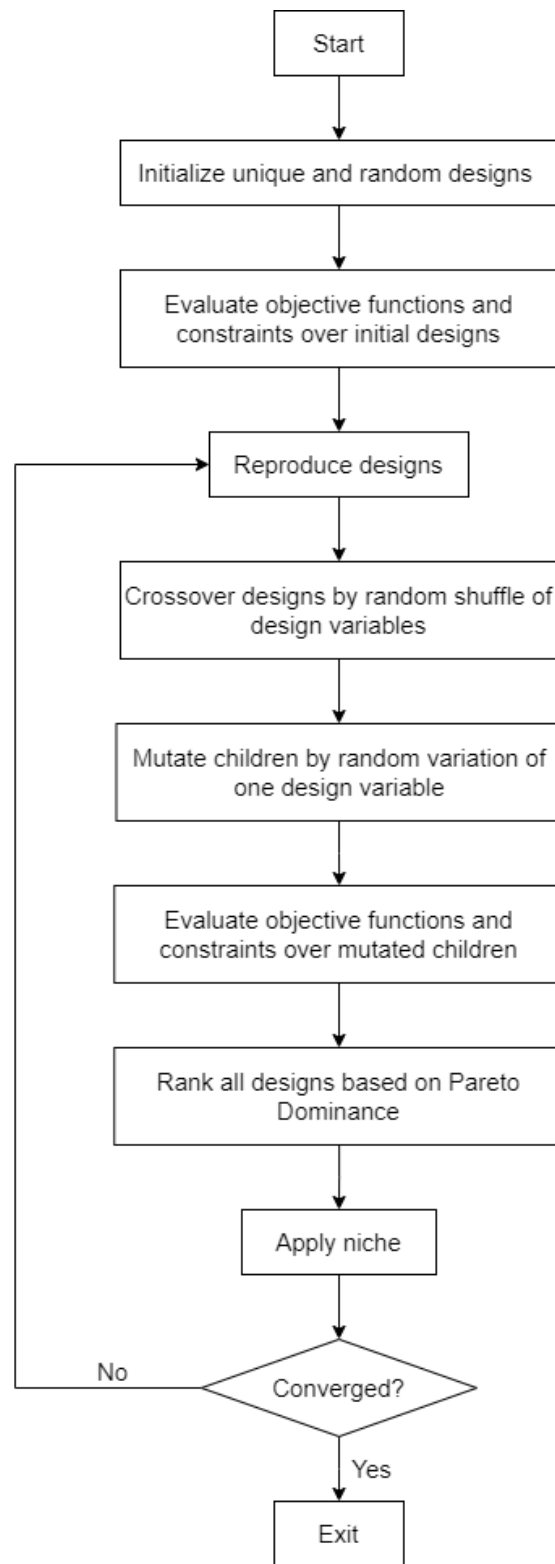 Start
Initialize unique and random designs
Evaluate objective functions and
constraints over initial designs
Reproduce designs
Crossover designs by random shuffle of
design variables
Mutate children by random variation of
one design variable
Evaluate objective functions and
constraints over mutated children
Rank all designs based on Pareto
Dominance
Apply niche
No
Converged?
Yes
Exit